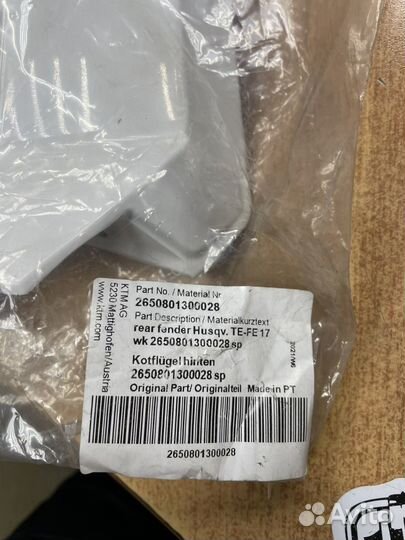 KTM AG
5230 Mattighofen/Austria
www.ktm.com
Part No. / Material Nr.
2650801300028
Part Description / Materialkurztext
rear fender Husqv. TE-FE 17
wk 2650801300028 sp
Kotflügel hinten
2650801300028 sp
Original Part/ Originalteil Made in PT
2650801300028
Avito